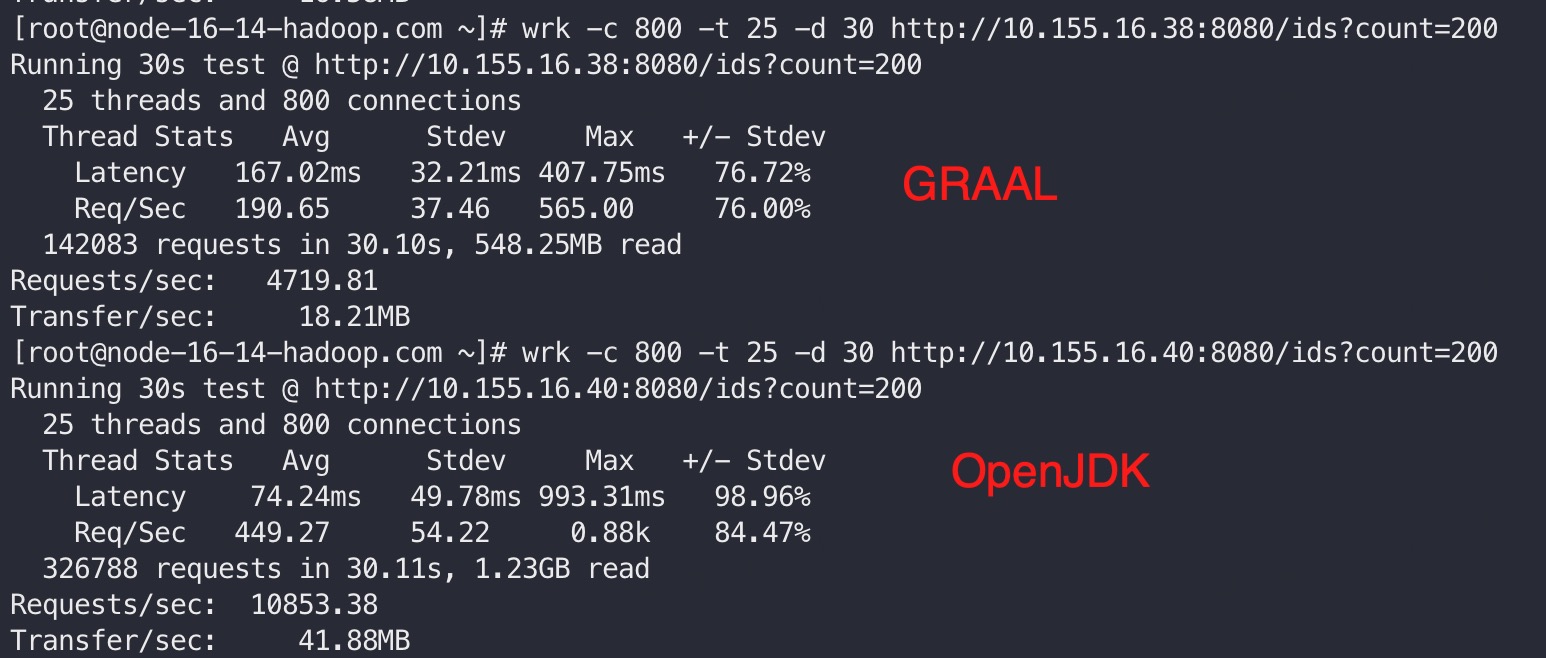 [root@node-16-14-hadoop.com ~]# wrk -c 800 -t 25 -d 30 http://10.155.16.38:8080/ids?count=200
Running 30s test @ http://10.155.16.38:8080/ids?count=200
  25 threads and 800 connections
  Thread Stats   Avg      Stdev     Max   +/- Stdev
    Latency   167.02ms   32.21ms 407.75ms   76.72%
GRAAL
    Req/Sec   190.65     37.46   565.00     76.00%
  142083 requests in 30.10s, 548.25MB read
Requests/sec:   4719.81
Transfer/sec:     18.21MB
[root@node-16-14-hadoop.com ~]# wrk -c 800 -t 25 -d 30 http://10.155.16.40:8080/ids?count=200
Running 30s test @ http://10.155.16.40:8080/ids?count=200
  25 threads and 800 connections
  Thread Stats   Avg      Stdev     Max   +/- Stdev
OpenJDK
    Latency    74.24ms   49.78ms 993.31ms   98.96%
    Req/Sec   449.27     54.22     0.88k    84.47%
  326788 requests in 30.11s, 1.23GB read
Requests/sec:  10853.38
Transfer/sec:     41.88MB